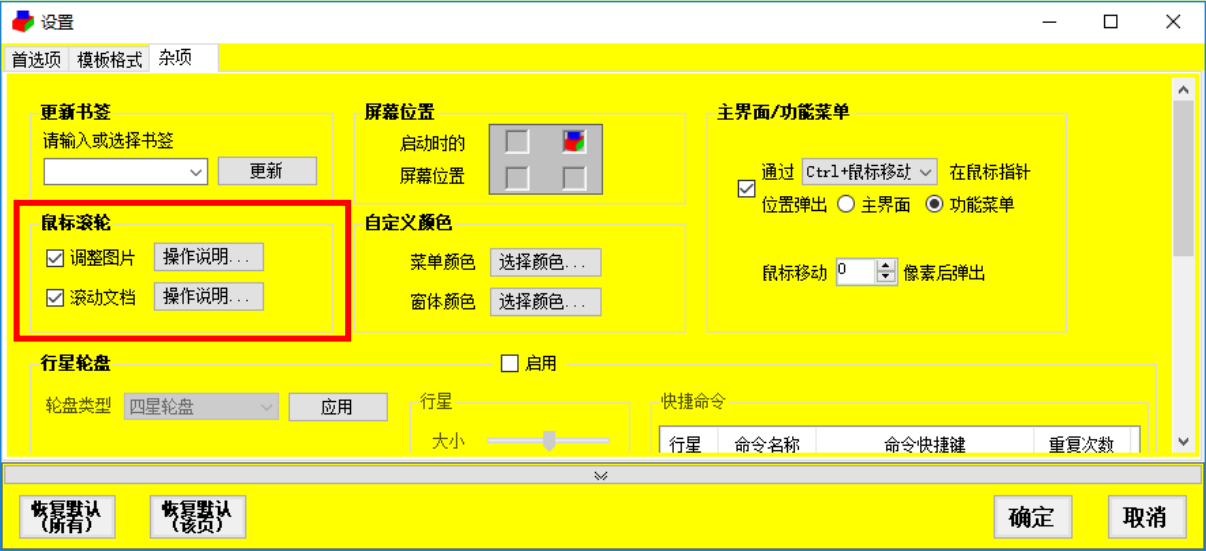 设置
首选项 模板格式 杂项
更新书签
请输入或选择书签
更新
屏幕位置
启动时的
屏幕位置
主界面/功能菜单
通过 Ctrl+鼠标移动 在鼠标指针
位置弹出 主界面 功能菜单
鼠标移动 0 像素后弹出
鼠标滚轮
调整图片 操作说明...
滚动文档 操作说明...
自定义颜色
菜单颜色 选择颜色...
窗体颜色 选择颜色...
行星轮盘 启用
轮盘类型 四星轮盘 应用
行星
大小
快捷命令
行星 命令名称 命令快捷键 重复次数
恢复默认
(所有)
恢复默认
(该页)
确定 取消